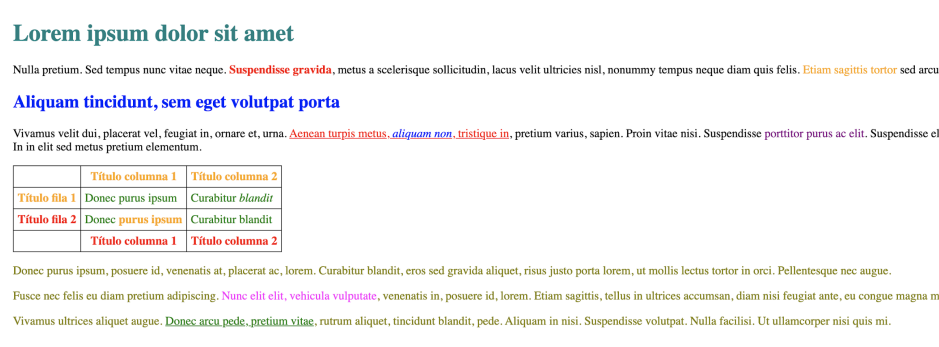 Lorem ipsum dolor sit amet
Nulla pretium. Sed tempus nunc vitae neque. Suspendisse gravida, metus a scelerisque sollicitudin, lacus velit ultricies nisl, nonummy tempus neque diam quis felis. Etiam sagittis tortor sed arcu
Aliquam tincidunt, sem eget volutpat porta
Vivamus velit dui, placerat vel, feugiat in, ornare et, urna. Aenean turpis metus, aliquam non, tristique in, pretium varius, sapien. Proin vitae nisi. Suspendisse porttitor purus ac elit. Suspendisse el
In in elit sed metus pretium elementum.
Título columna 1 Título columna 2
Título fila 1 Donec purus ipsum Curabitur blandit
Título fila 2 Donec purus ipsum Curabitur blandit
Título columna 1 Título columna 2
Donec purus ipsum, posuere id, venenatis at, placerat ac, lorem. Curabitur blandit, eros sed gravida aliquet, risus justo porta lorem, ut mollis lectus tortor in orci. Pellentesque nec augue.
Fusce nec felis eu diam pretium adipiscing. Nunc elit elit, vehicula vulputate, venenatis in, posuere id, lorem. Etiam sagittis, tellus in ultrices accumsan, diam nisi feugiat ante, eu congue magna m
Vivamus ultrices aliquet augue. Donec arcu pede, pretium vitae, rutrum aliquet, tincidunt blandit, pede. Aliquam in nisi. Suspendisse volutpat. Nulla facilisi. Ut ullamcorper nisi quis mi.